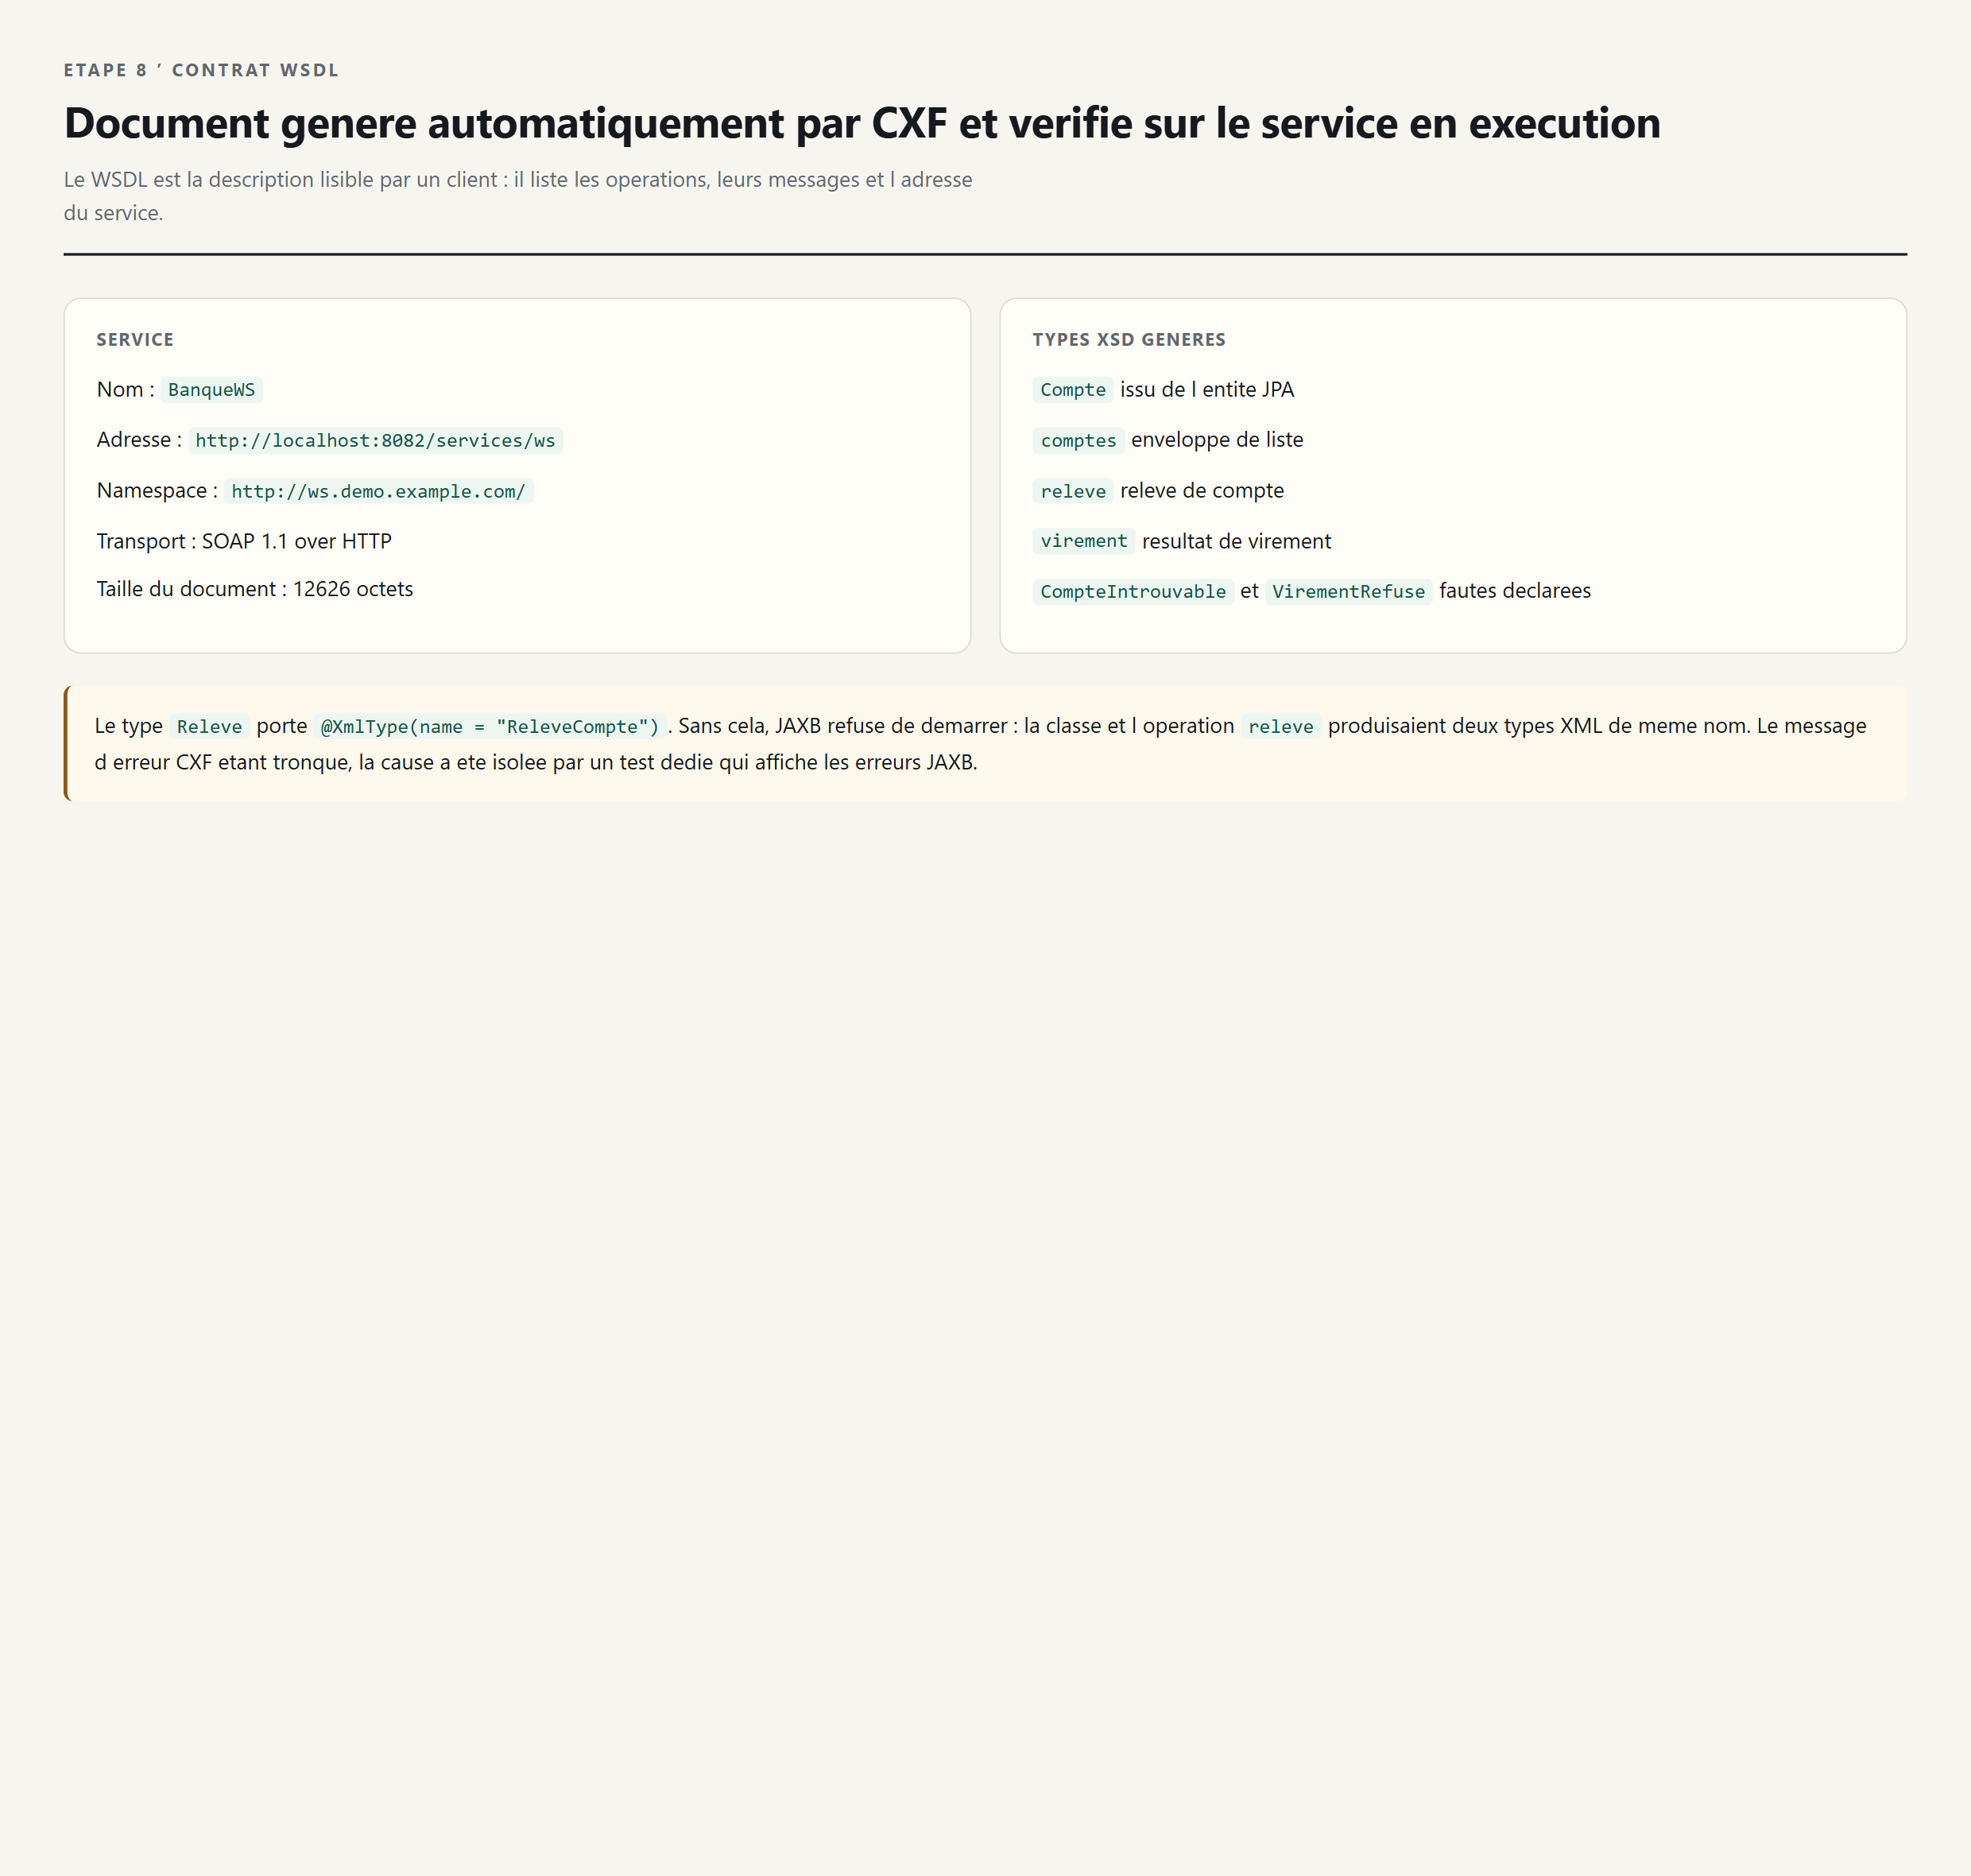 ETAPE 8 ’ CONTRAT WSDL
Document genere automatiquement par CXF et verifie sur le service en execution
Le WSDL est la description lisible par un client : il liste les operations, leurs messages et l adresse
du service.
SERVICE
Nom : BanqueWS
Adresse : http://localhost:8082/services/ws
Namespace : http://ws.demo.example.com/
Transport : SOAP 1.1 over HTTP
Taille du document : 12626 octets
TYPES XSD GENERES
Compte issu de l entite JPA
comptes enveloppe de liste
releve releve de compte
virement resultat de virement
CompteIntrouvable et VirementRefuse fautes declarees
Le type Releve porte @XmlType(name = "ReleveCompte"). Sans cela, JAXB refuse de demarrer : la classe et l operation releve produisaient deux types XML de meme nom. Le message
d erreur CXF etant tronque, la cause a ete isolee par un test dedie qui affiche les erreurs JAXB.